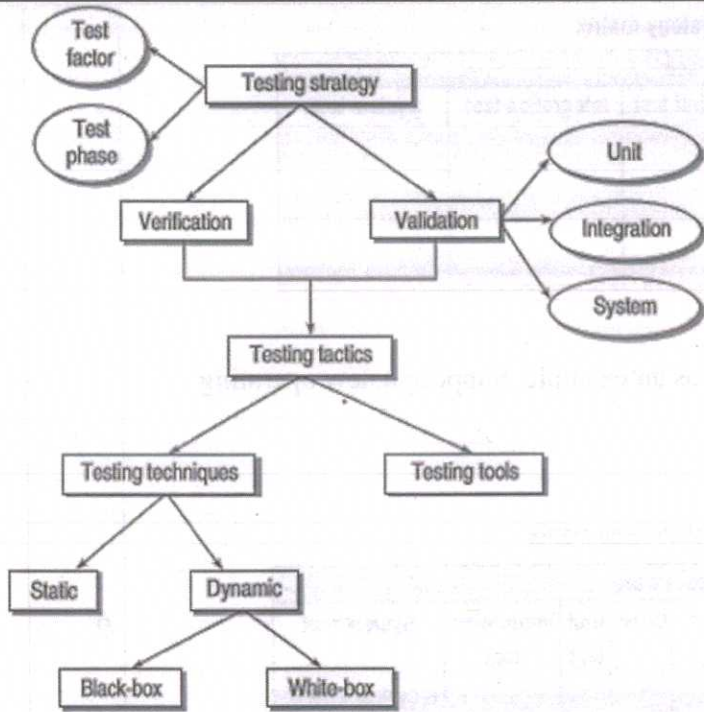 Test
factor
Testing strategy
Test
phase
Unit
Verification
Validation
Integration
System
Testing tactics
Testing techniques
Testing tools
Static
Dynamic
Black-box
White-box